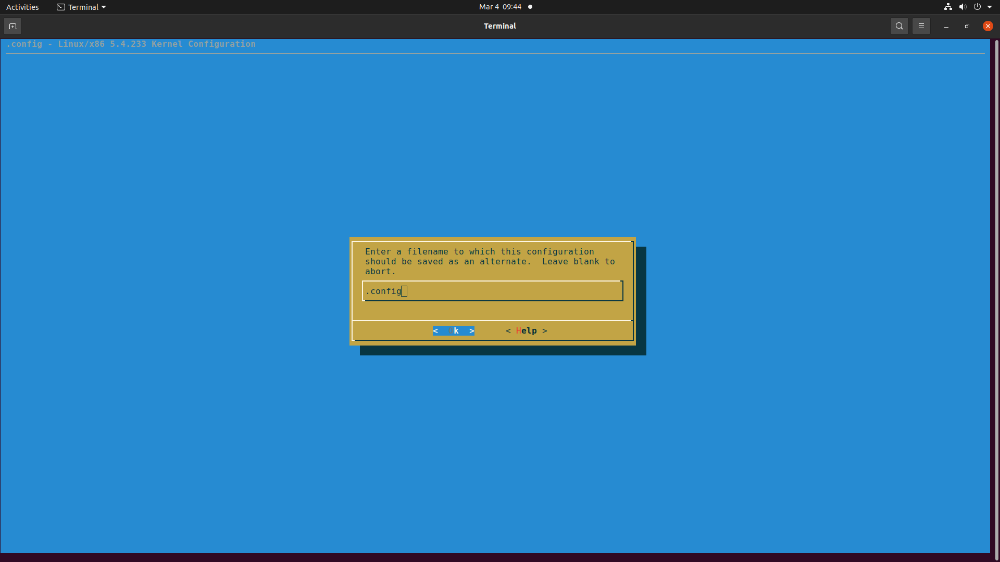 Activities Terminal Mar 4 09:44
Terminal
.config - Linux/x86 5.4.233 Kernel Configuration
Enter a filename to which this configuration
should be saved as an alternate.  Leave blank to
abort.
.config
<  Ok  > < Help >